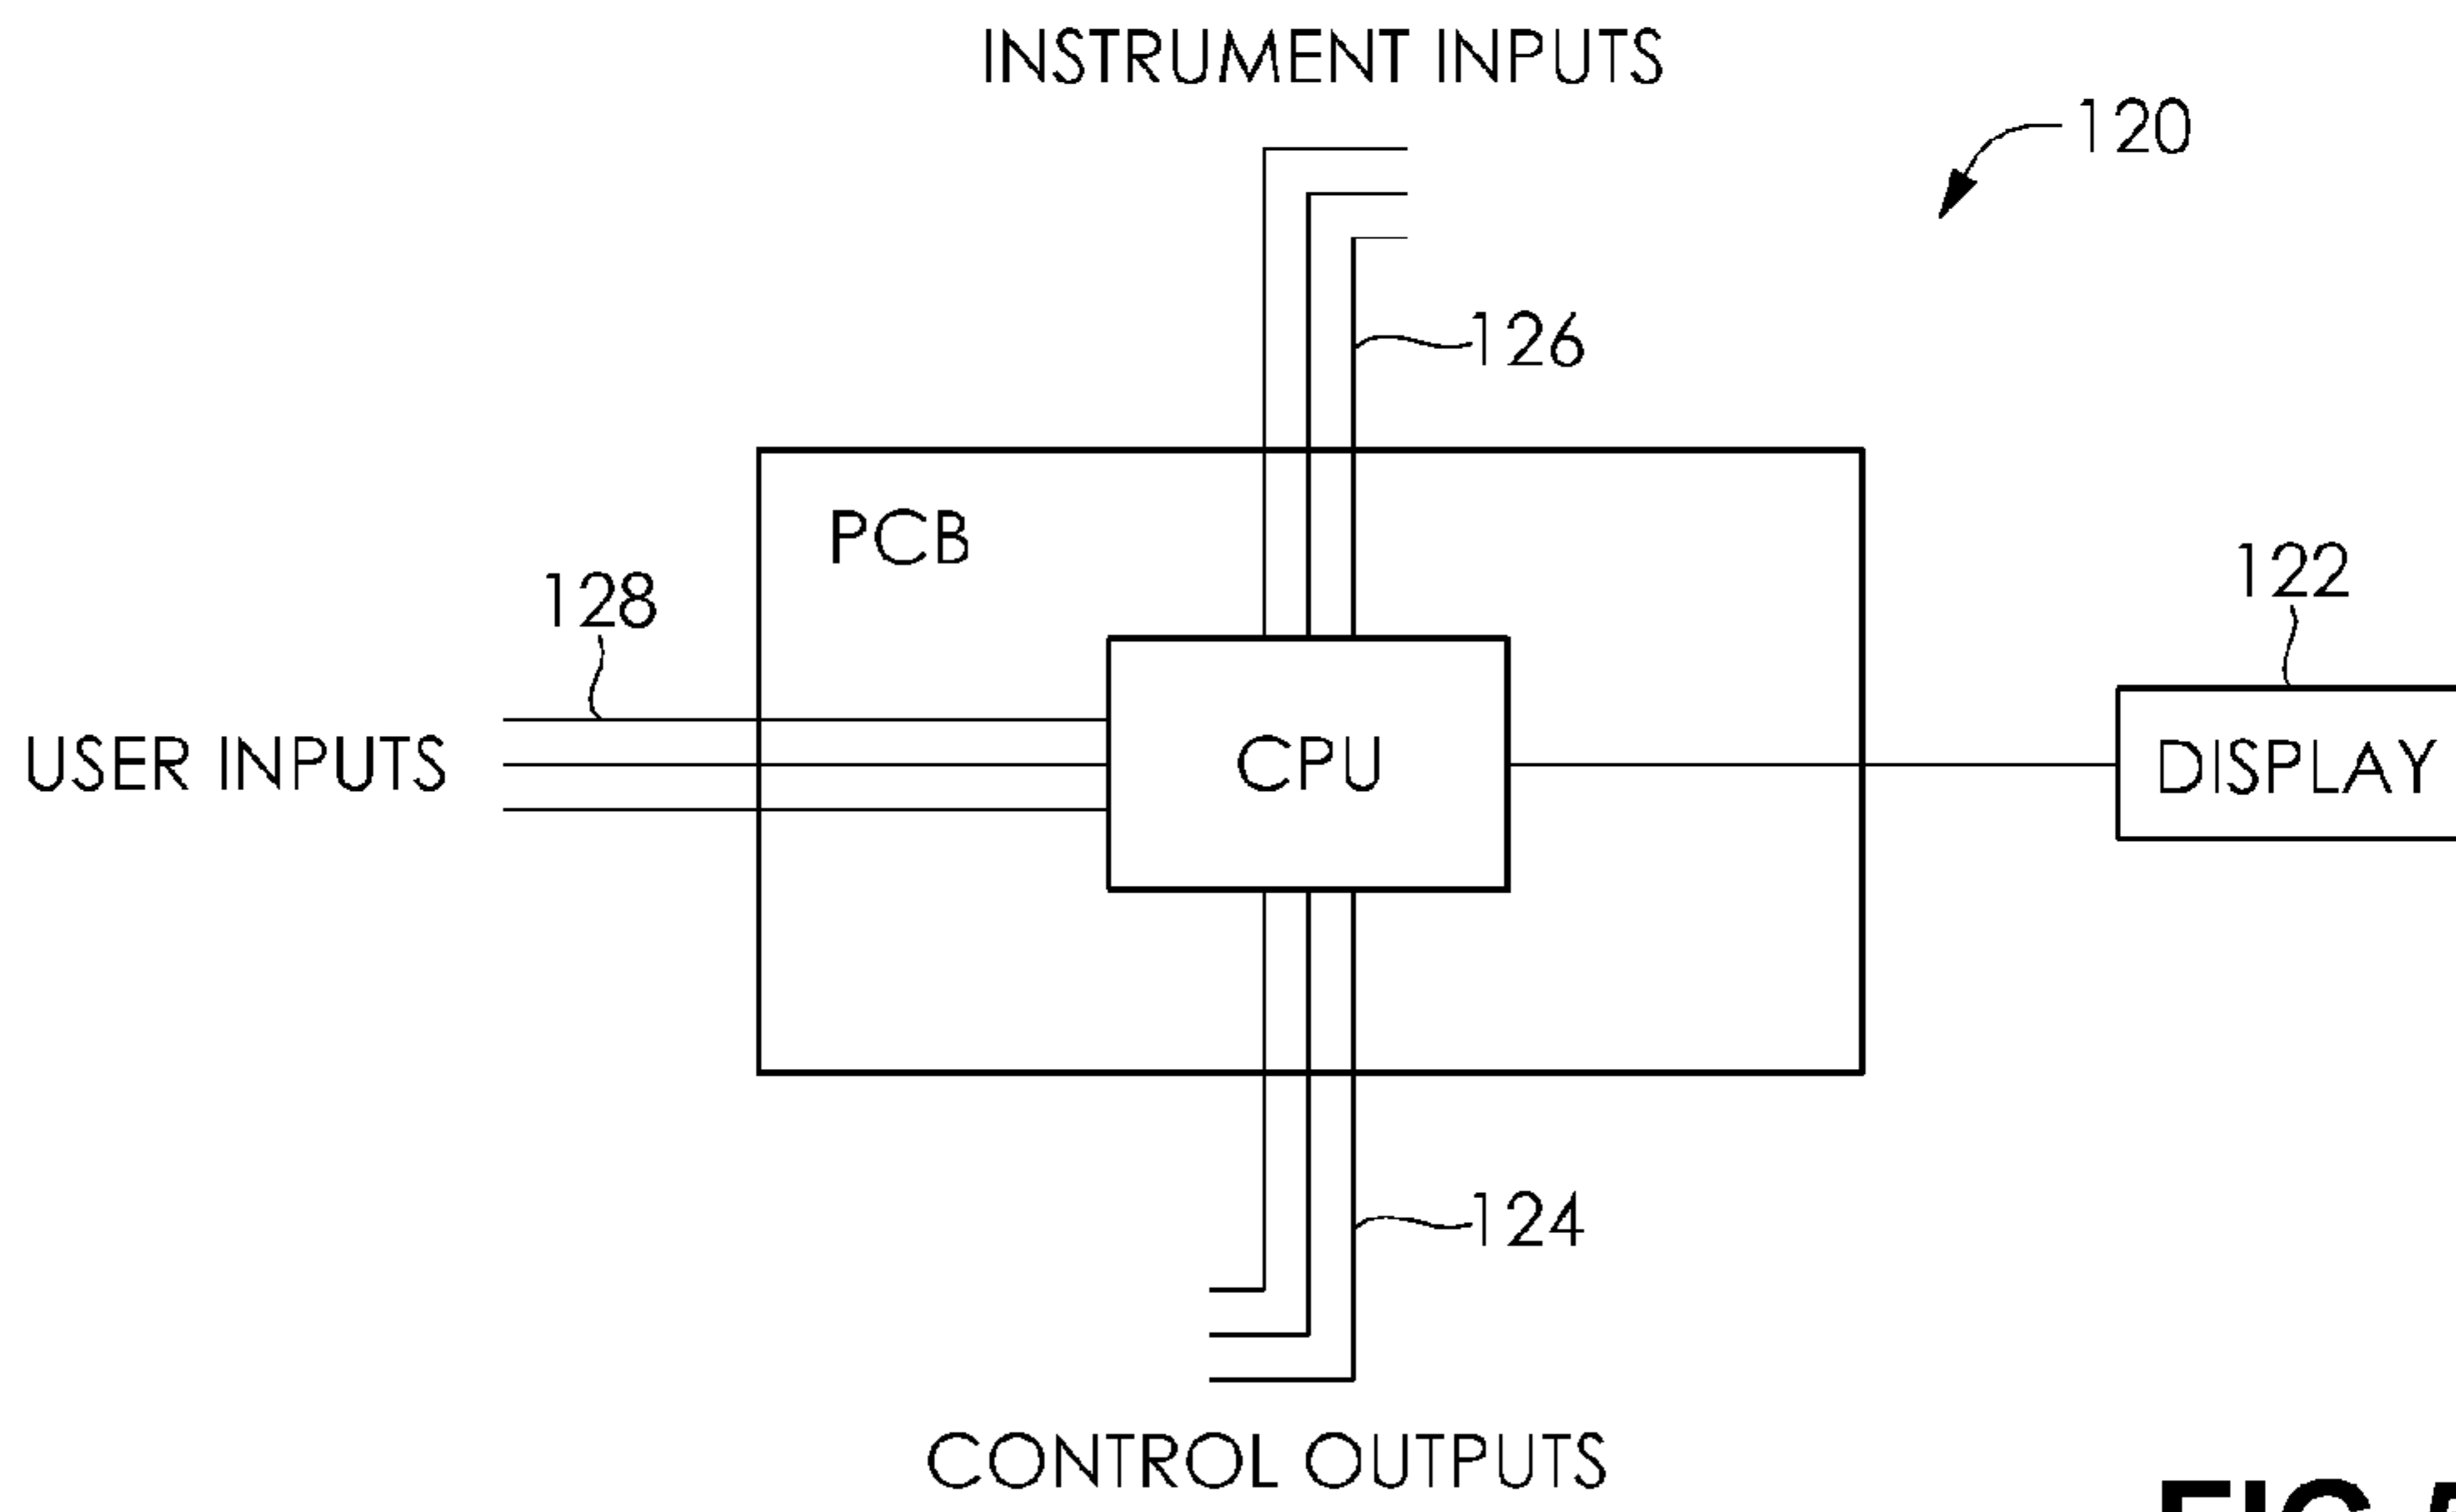 INSTRUMENT INPUTS
120
126
PCB
122
128
USER INPUTS
CPU
DISPLAY
124
CONTROL OUTPUTS